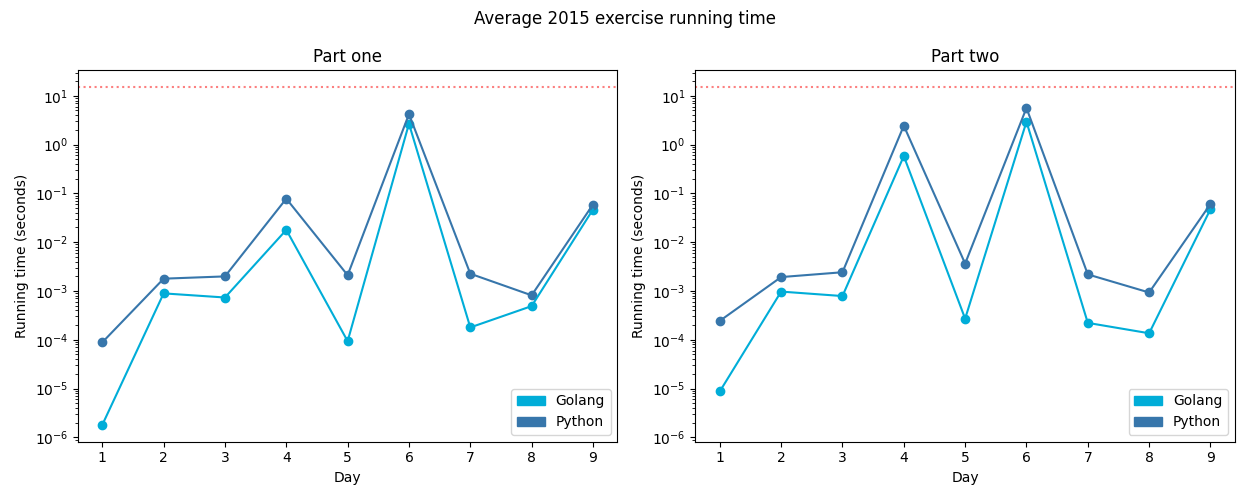 Average 2015 exercise running time
Part one
Running time (seconds)
10¹
10⁰
10⁻¹
10⁻²
10⁻³
10⁻⁴
10⁻⁵
10⁻⁶
1 2 3 4 5 6 7 8 9
Day
Golang
Python
Part two
Running time (seconds)
10¹
10⁰
10⁻¹
10⁻²
10⁻³
10⁻⁴
10⁻⁵
10⁻⁶
1 2 3 4 5 6 7 8 9
Day
Golang
Python